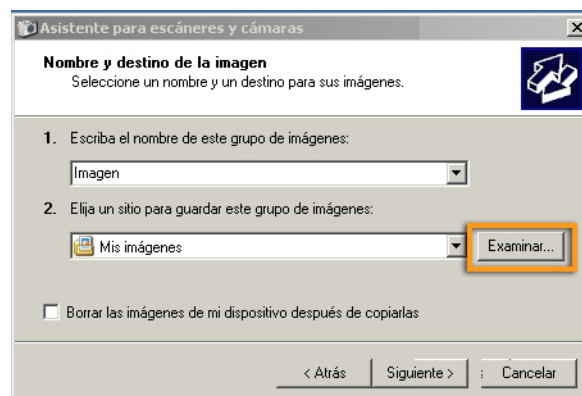 Asistente para escáneres y cámaras
Nombre y destino de la imagen
Seleccione un nombre y un destino para sus imágenes.
1. Escriba el nombre de este grupo de imágenes:
Imagen
2. Elija un sitio para guardar este grupo de imágenes:
Mis imágenes
Examinar...
Borrar las imágenes de mi dispositivo después de copiarlas
< Atrás
Siguiente >
Cancelar